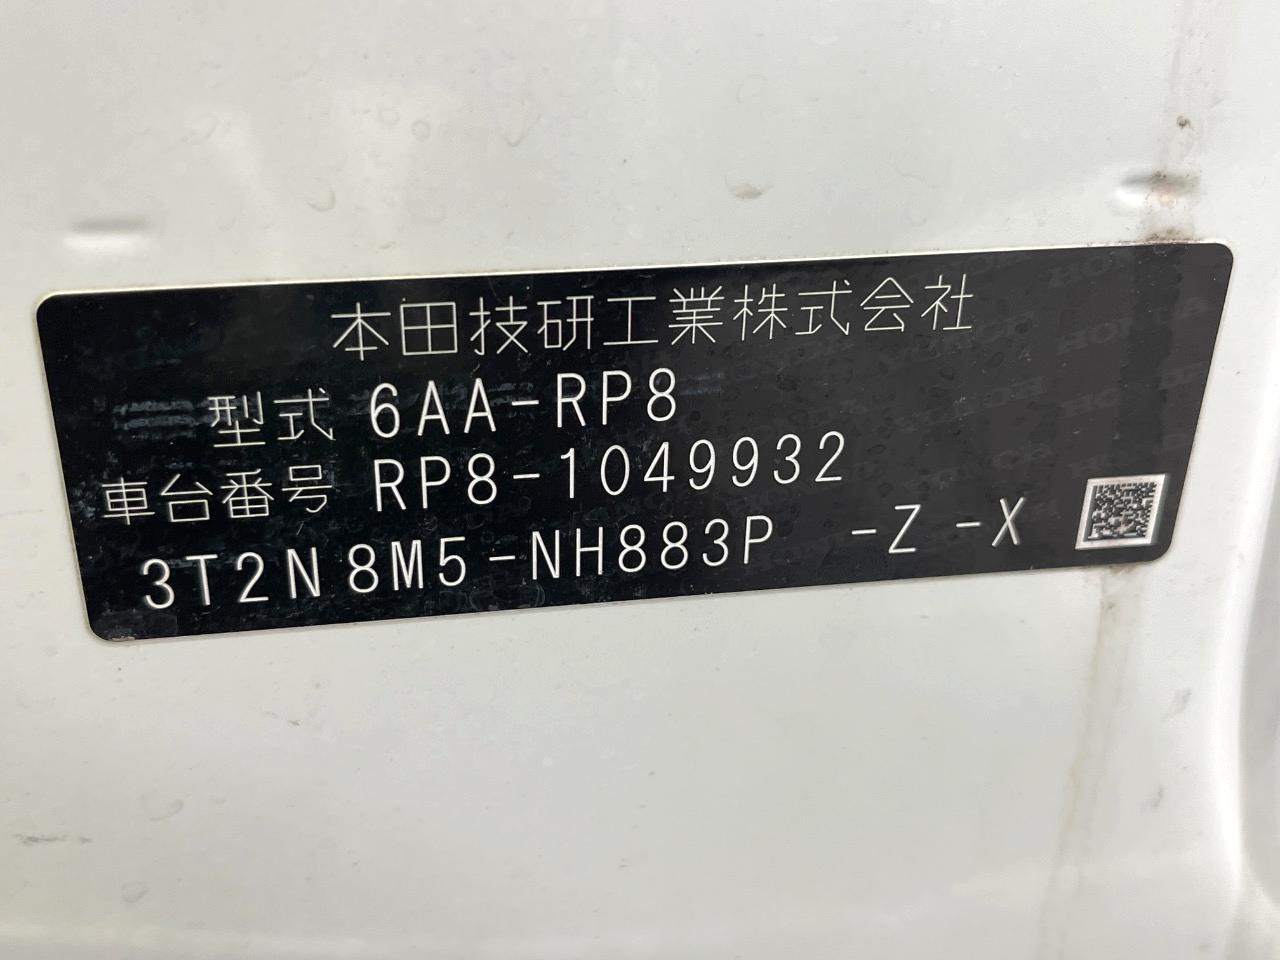 本田技研工業株式会社
型式 6AA-RP8
車台番号 RP8-1049932
3T2N8M5-NH883P -Z -X